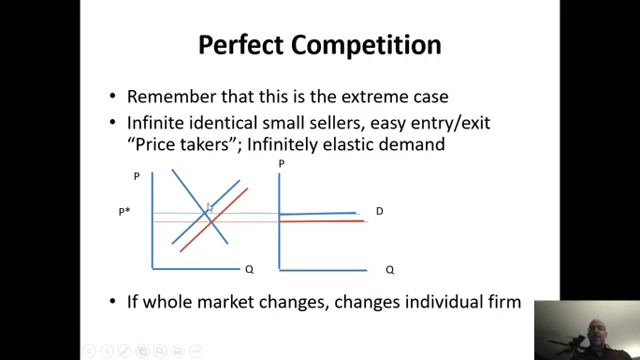 Perfect Competition
• Remember that this is the extreme case
• Infinite identical small sellers, easy entry/exit
"Price takers"; Infinitely elastic demand
P
P
P*
D
Q
Q
• If whole market changes, changes individual firm